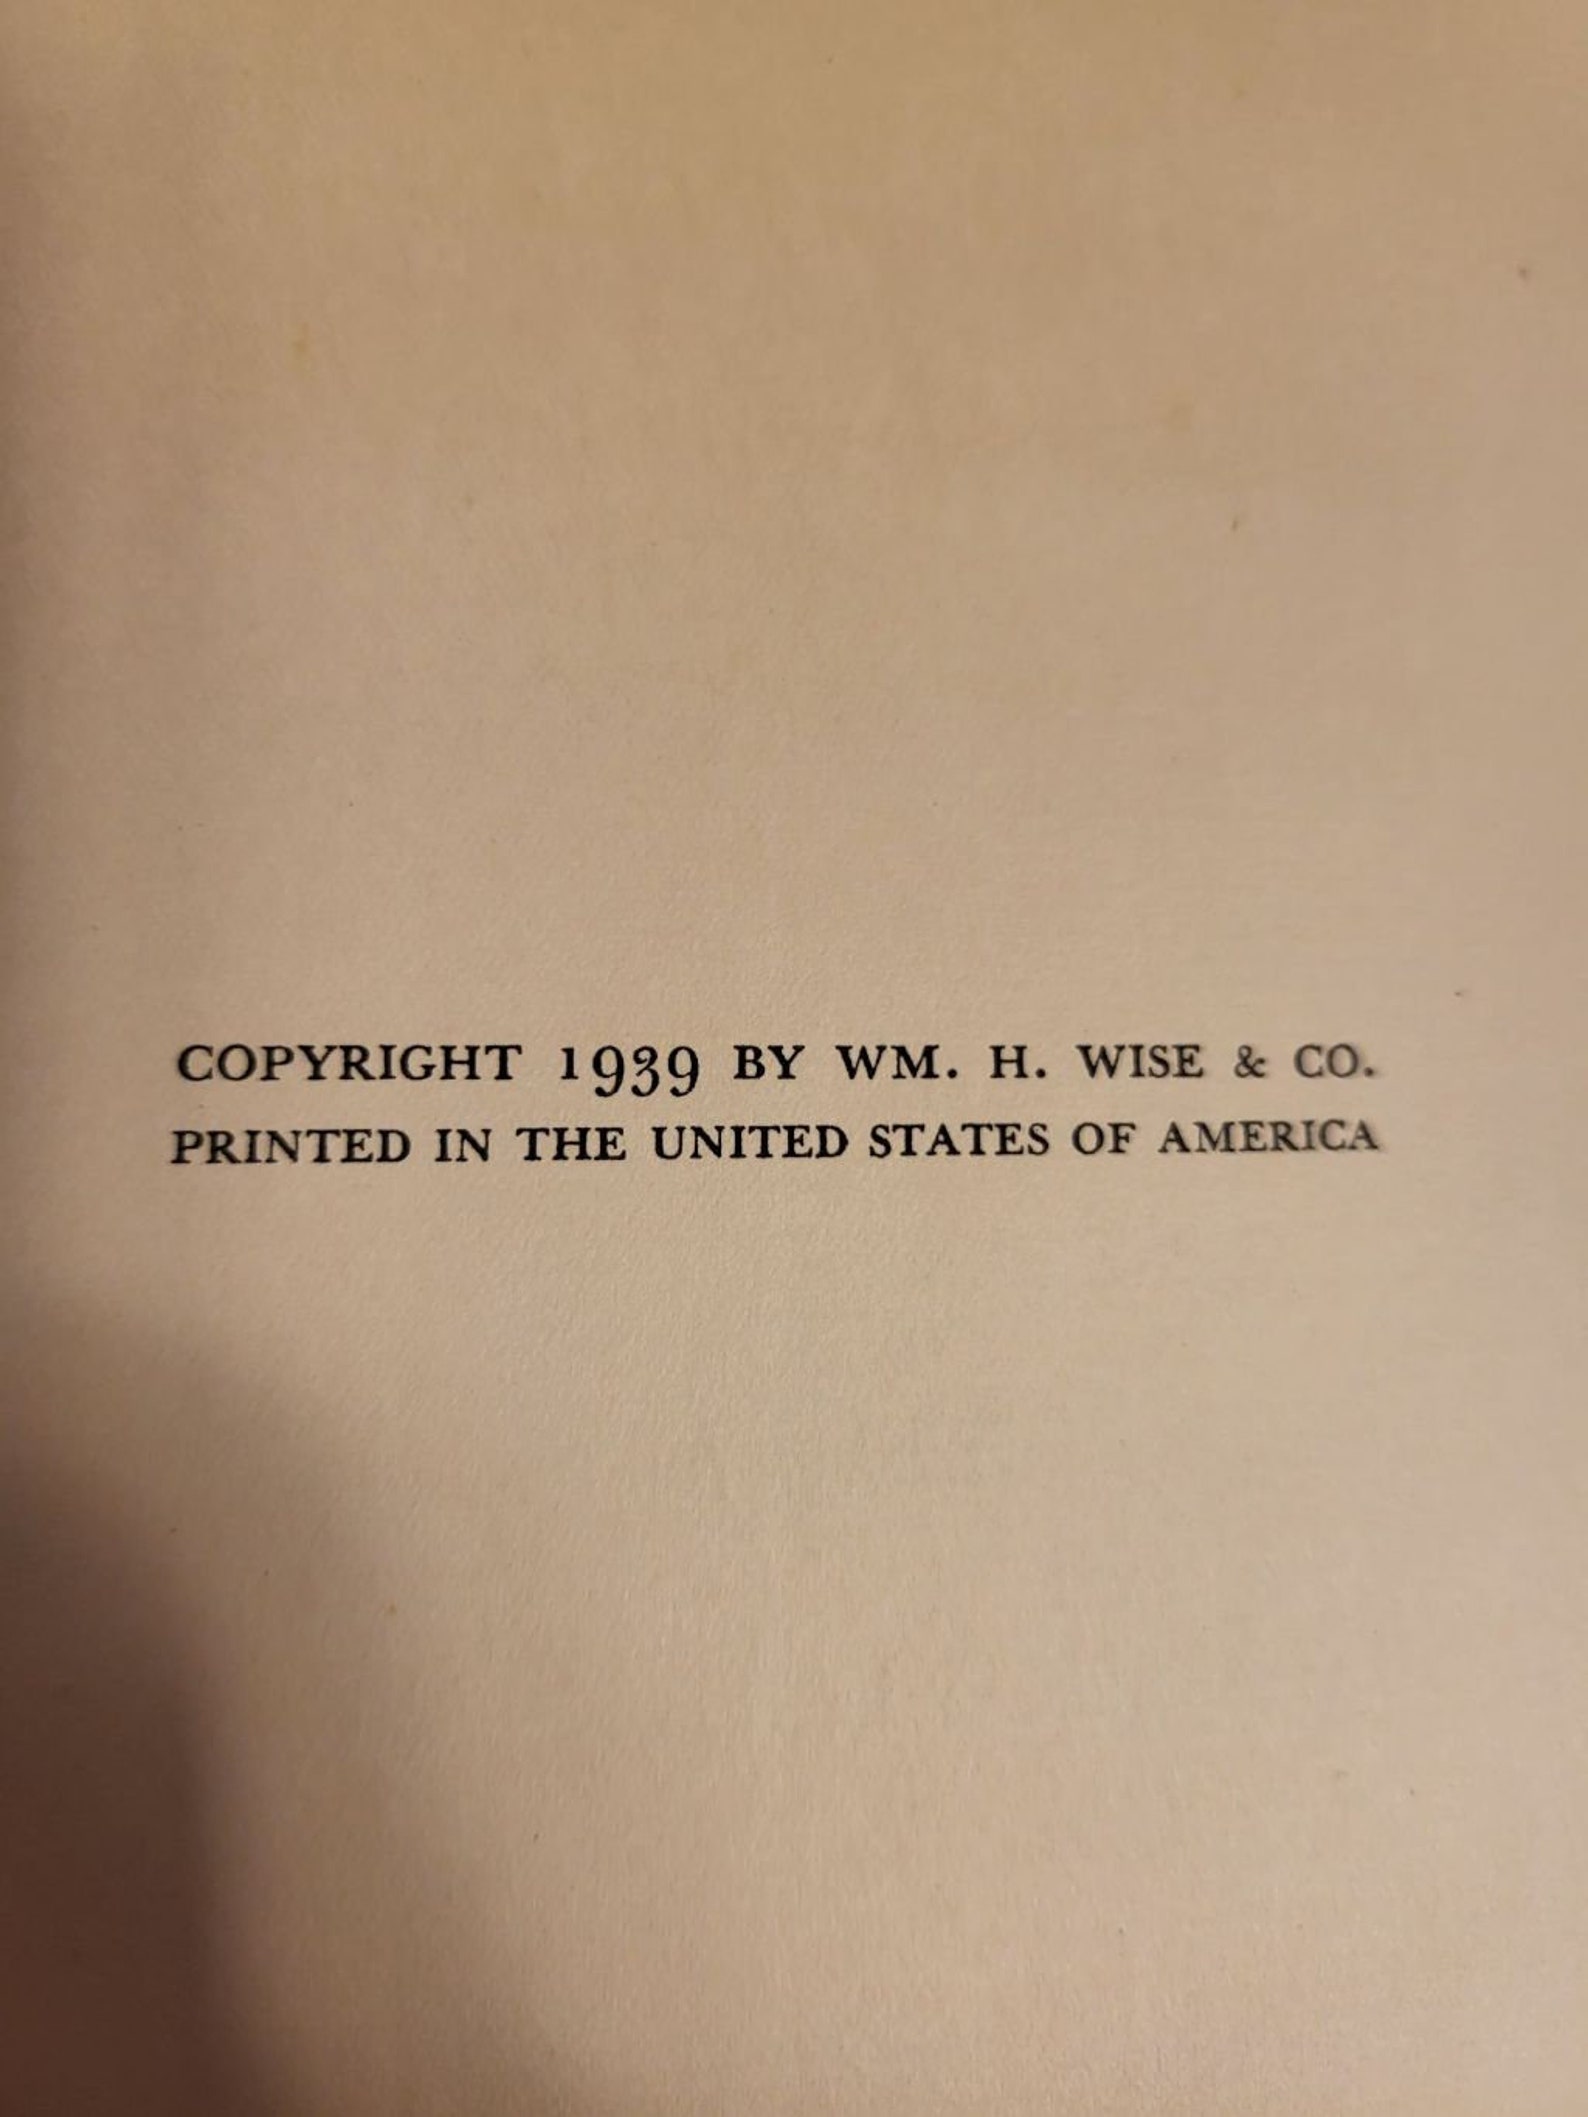 COPYRIGHT 1939 BY WM. H. WISE & CO.
PRINTED IN THE UNITED STATES OF AMERICA